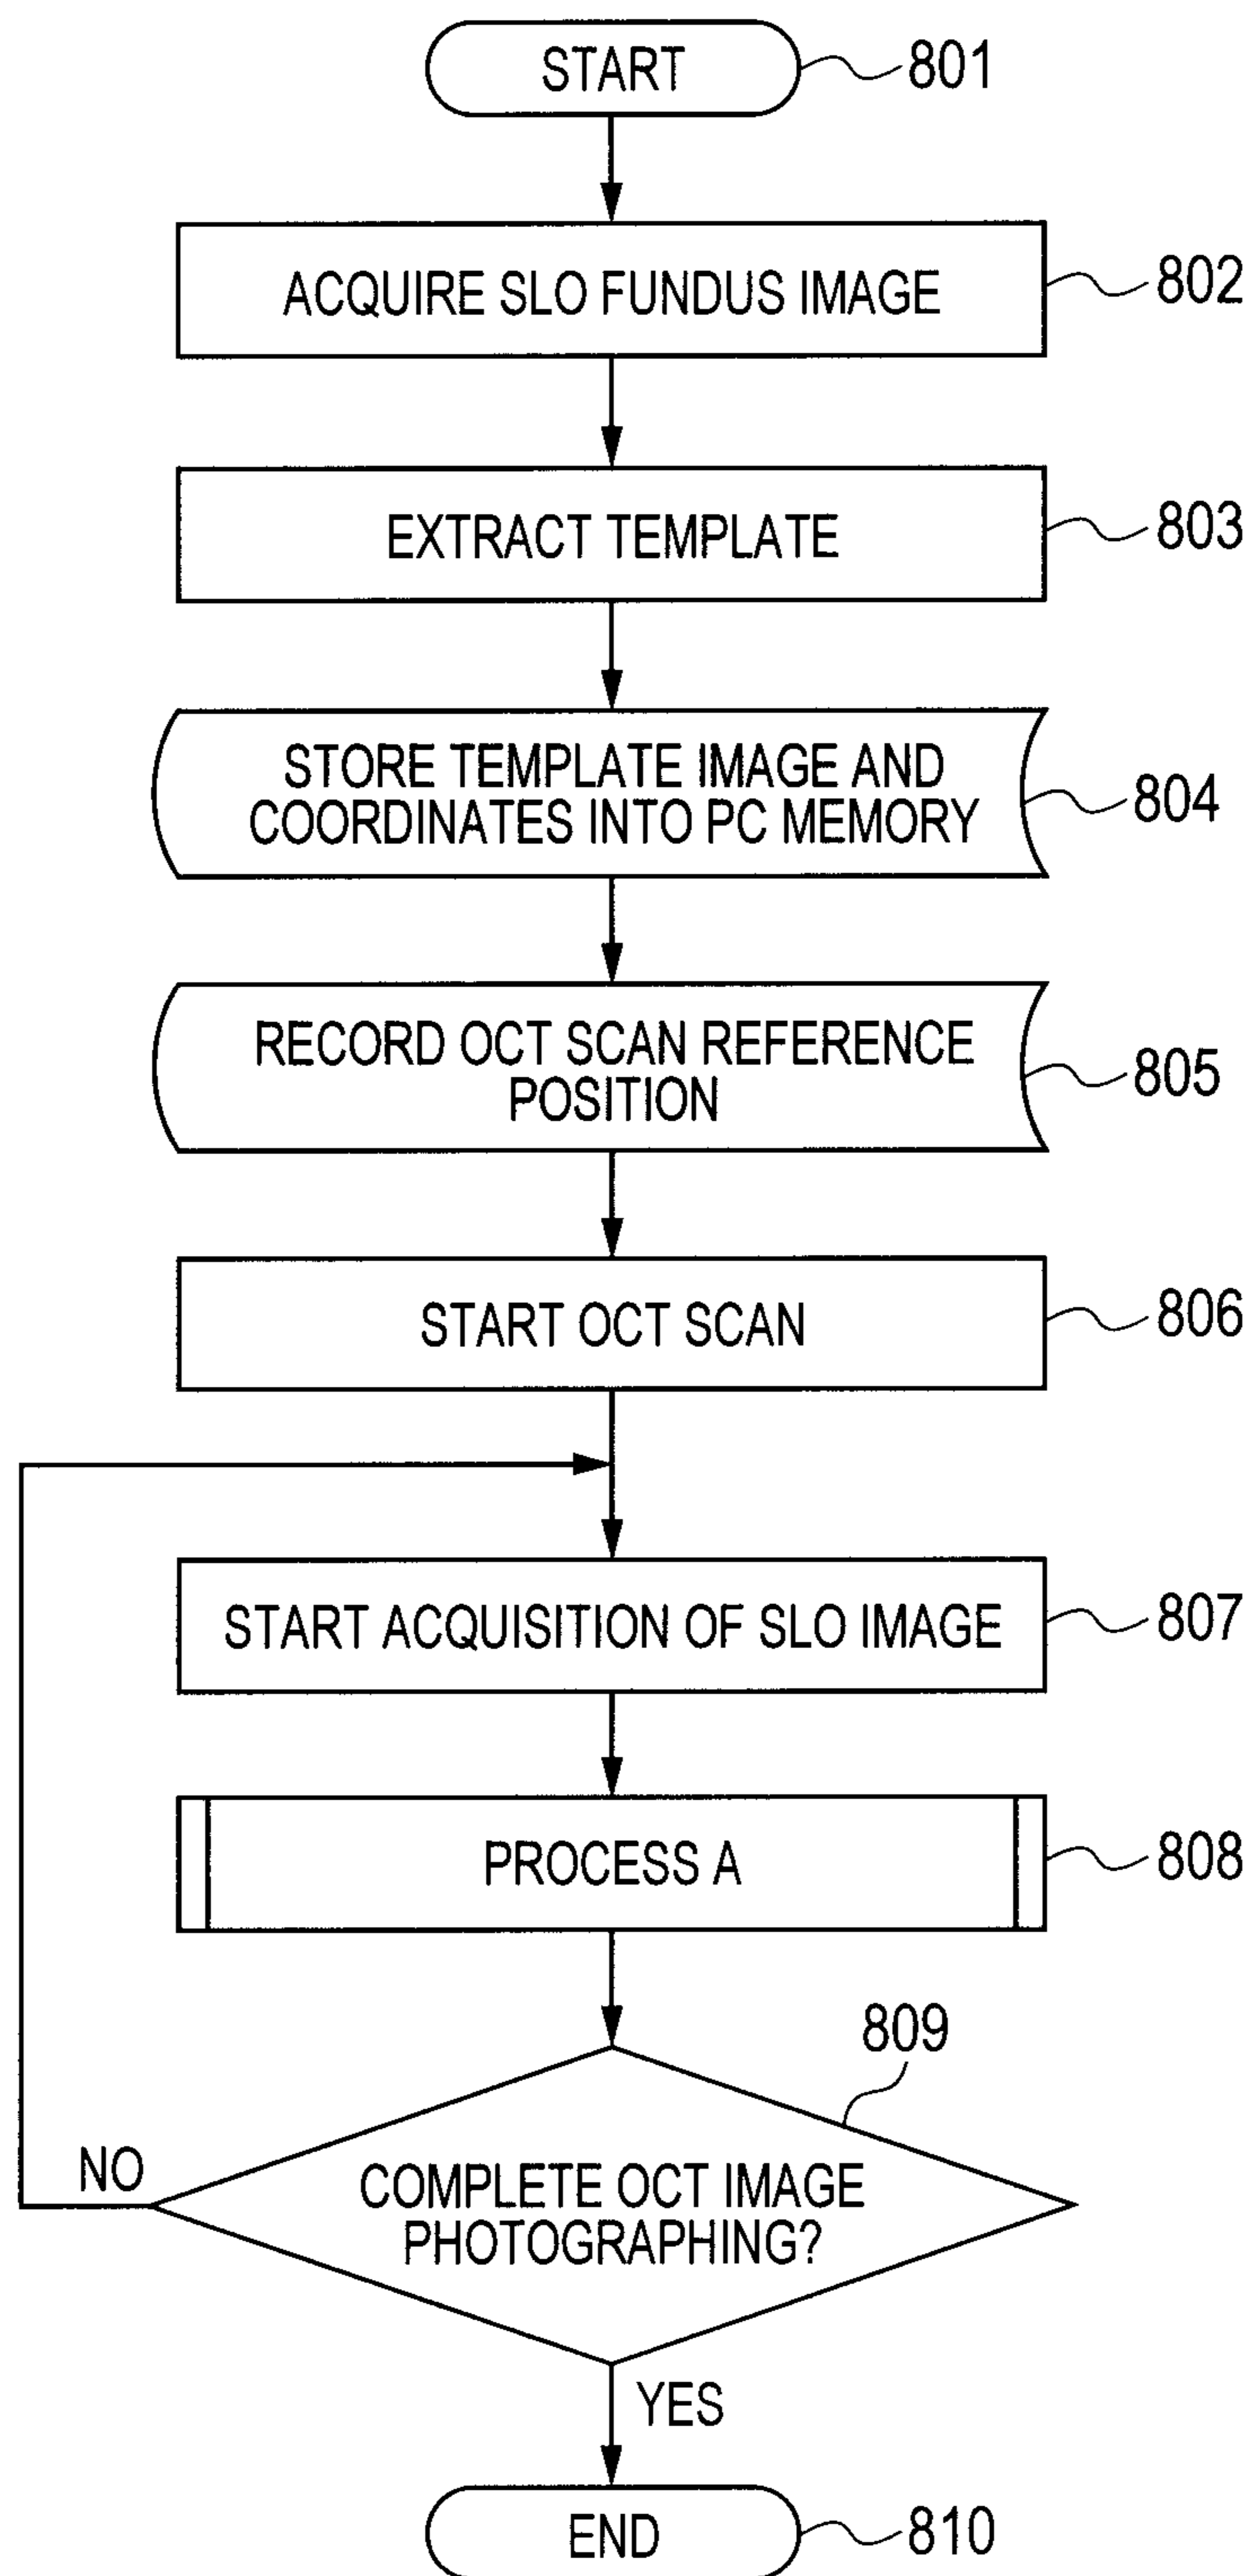 START
801
ACQUIRE SLO FUNDUS IMAGE
802
EXTRACT TEMPLATE
803
STORE TEMPLATE IMAGE AND
COORDINATES INTO PC MEMORY
804
RECORD OCT SCAN REFERENCE
POSITION
805
START OCT SCAN
806
START ACQUISITION OF SLO IMAGE
807
PROCESS A
808
809
NO
COMPLETE OCT IMAGE
PHOTOGRAPHING?
YES
END
810